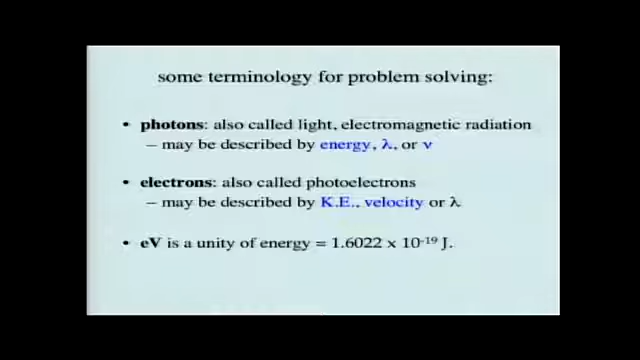 some terminology for problem solving:
• photons: also called light, electromagnetic radiation
– may be described by energy, λ, or ν
• electrons: also called photoelectrons
– may be described by K.E., velocity or λ
• eV is a unity of energy = 1.6022 x 10⁻¹⁹ J.